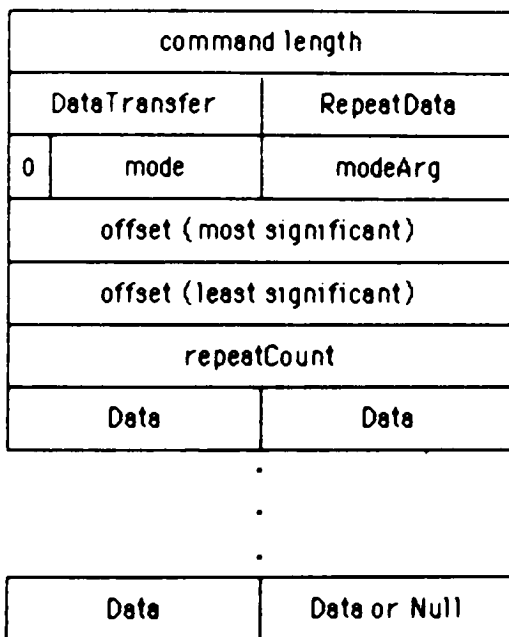 command length
DataTransfer RepeatData
0 mode modeArg
offset (most significant)
offset (least significant)
repeatCount
Data Data
.
.
.
Data Data or Null